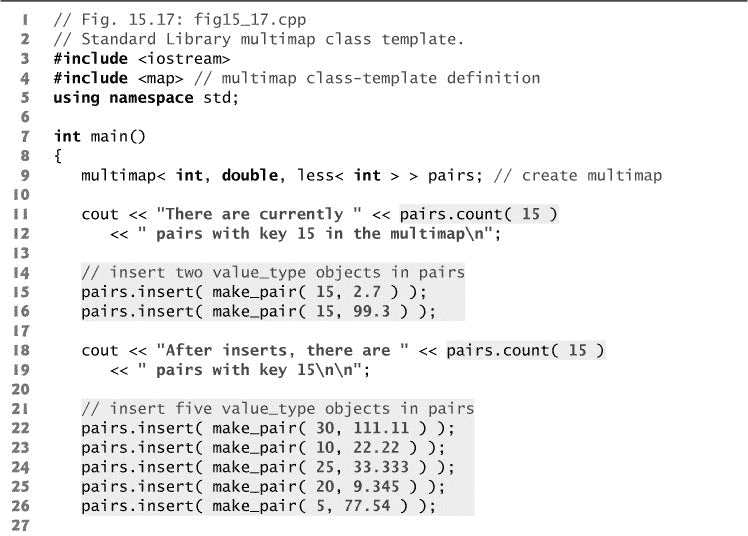 1 // Fig. 15.17: fig15_17.cpp
2 // Standard Library multimap class template.
3 #include <iostream>
4 #include <map> // multimap class-template definition
5 using namespace std;
6
7 int main()
8 {
9    multimap< int, double, less< int > > pairs; // create multimap
10
11    cout << "There are currently " << pairs.count( 15 )
12       << " pairs with key 15 in the multimap\n";
13
14    // insert two value_type objects in pairs
15    pairs.insert( make_pair( 15, 2.7 ) );
16    pairs.insert( make_pair( 15, 99.3 ) );
17
18    cout << "After inserts, there are " << pairs.count( 15 )
19       << " pairs with key 15\n\n";
20
21    // insert five value_type objects in pairs
22    pairs.insert( make_pair( 30, 111.11 ) );
23    pairs.insert( make_pair( 10, 22.22 ) );
24    pairs.insert( make_pair( 25, 33.333 ) );
25    pairs.insert( make_pair( 20, 9.345 ) );
26    pairs.insert( make_pair( 5, 77.54 ) );
27